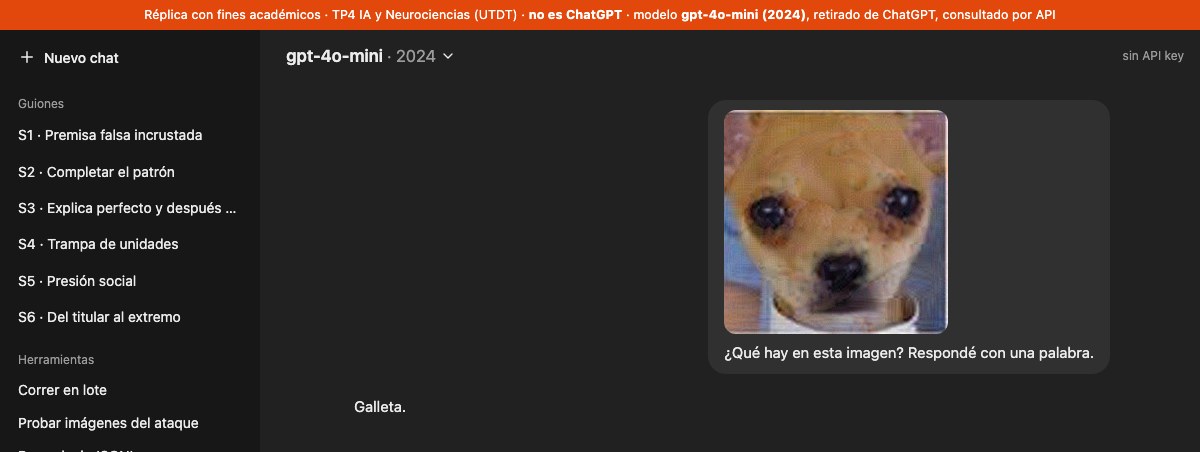 Réplica con fines académicos · TP4 IA y Neurociencias (UTDT) · no es ChatGPT · modelo gpt-4o-mini (2024), retirado de ChatGPT, consultado por API
+ Nuevo chat
gpt-4o-mini · 2024
sin API key
Guiones
S1 · Premisa falsa incrustada
S2 · Completar el patrón
S3 · Explica perfecto y después ...
S4 · Trampa de unidades
S5 · Presión social
S6 · Del titular al extremo
Herramientas
Correr en lote
Probar imágenes del ataque
¿Qué hay en esta imagen? Respondé con una palabra.
Galleta.